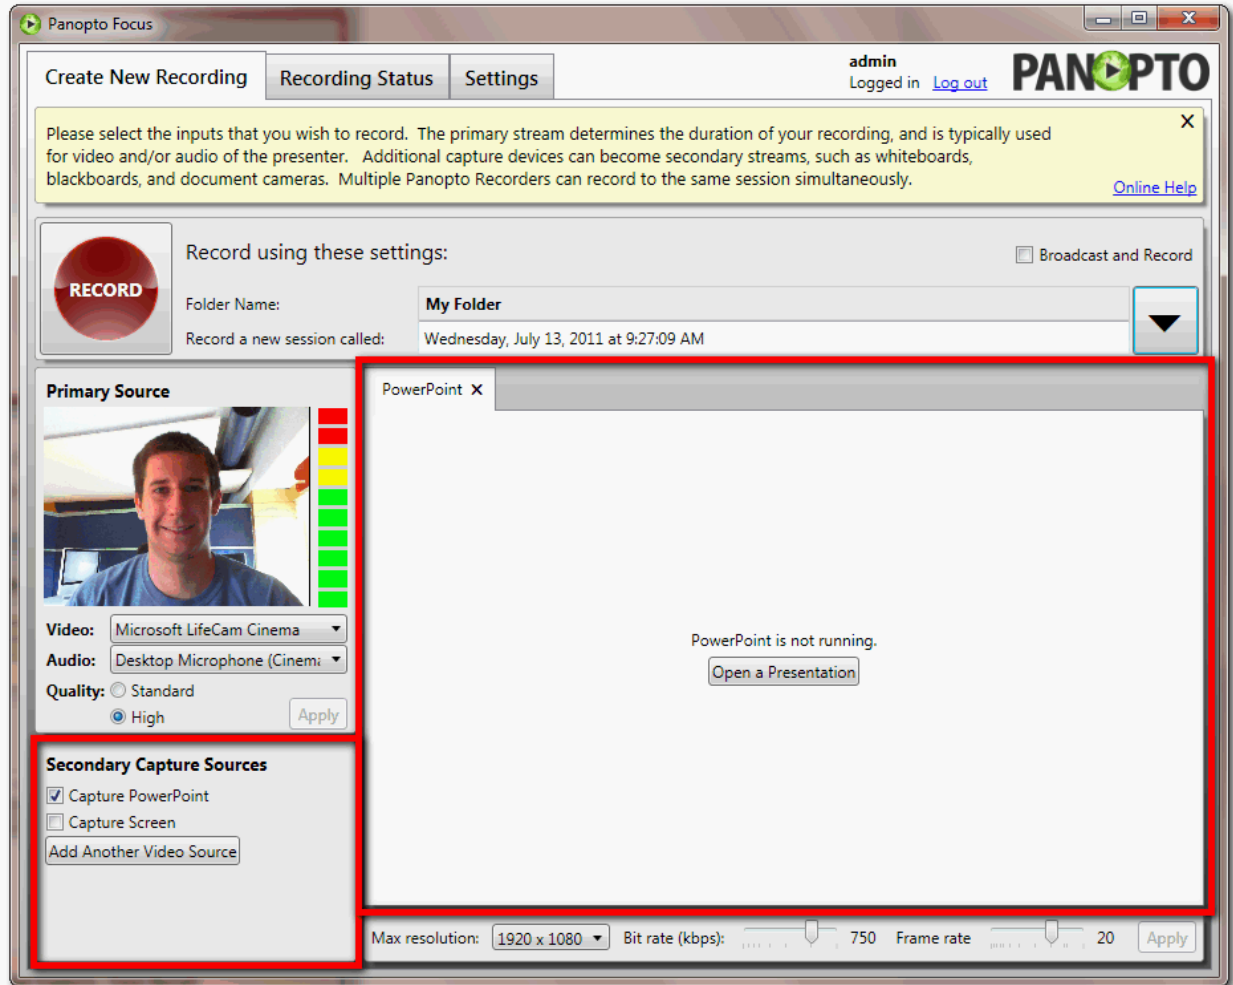 Panopto Focus
Create New Recording
Recording Status
Settings
admin
Logged in Log out
PANOPTO
Please select the inputs that you wish to record. The primary stream determines the duration of your recording, and is typically used
for video and/or audio of the presenter. Additional capture devices can become secondary streams, such as whiteboards,
blackboards, and document cameras. Multiple Panopto Recorders can record to the same session simultaneously.
X
Online Help
RECORD
Record using these settings:
Broadcast and Record
Folder Name: My Folder
Record a new session called: Wednesday, July 13, 2011 at 9:27:09 AM
Primary Source
Video: Microsoft LifeCam Cinema
Audio: Desktop Microphone (Cinema
Quality: Standard
High
Apply
PowerPoint X
PowerPoint is not running.
Open a Presentation
Secondary Capture Sources
Capture PowerPoint
Capture Screen
Add Another Video Source
Max resolution: 1920 x 1080 Bit rate (kbps): 750 Frame rate 20 Apply